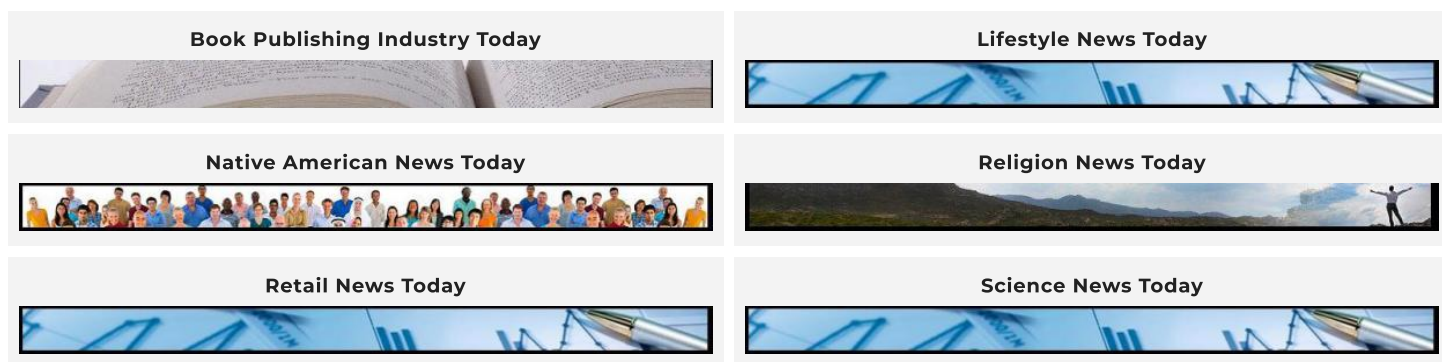 Book Publishing Industry Today
Lifestyle News Today
Native American News Today
Religion News Today
Retail News Today
Science News Today